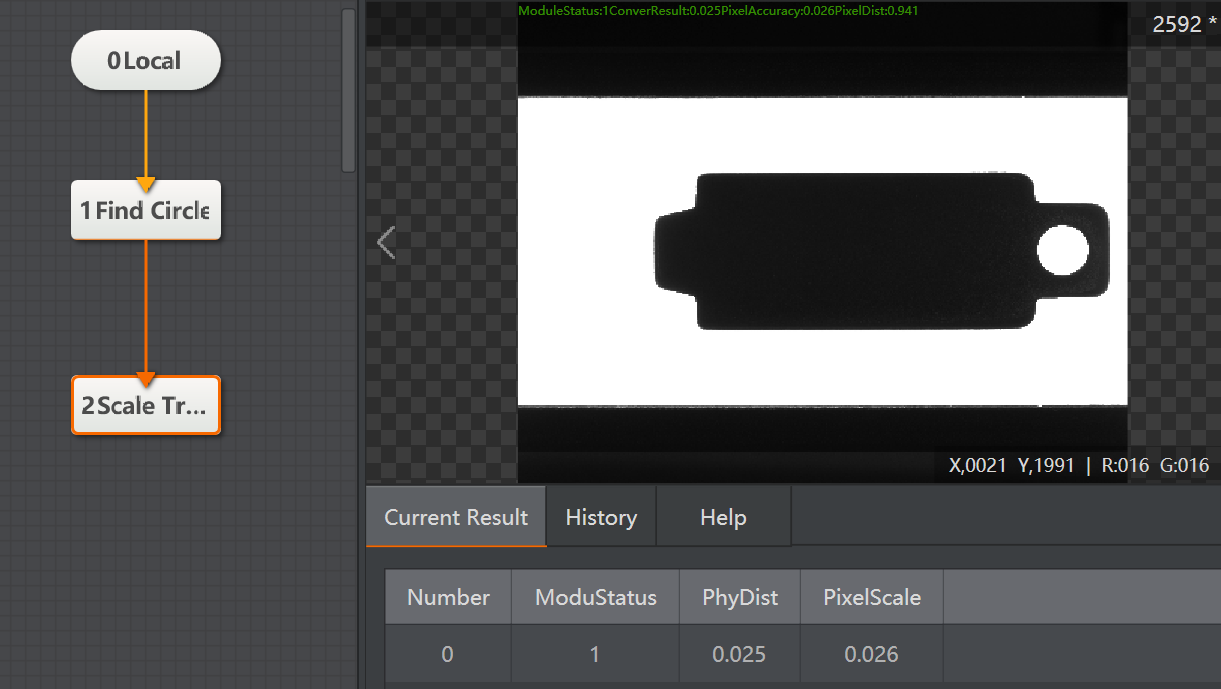 0Local
1Find Circle
2Scale Tr...
ModuleStatus:1ConverResult:0.025PixelAccuracy:0.026PixelDist:0.941
2592 *
X,0021 Y,1991 | R:016 G:016
Current Result History Help
Number ModuStatus PhyDist PixelScale
0 1 0.025 0.026